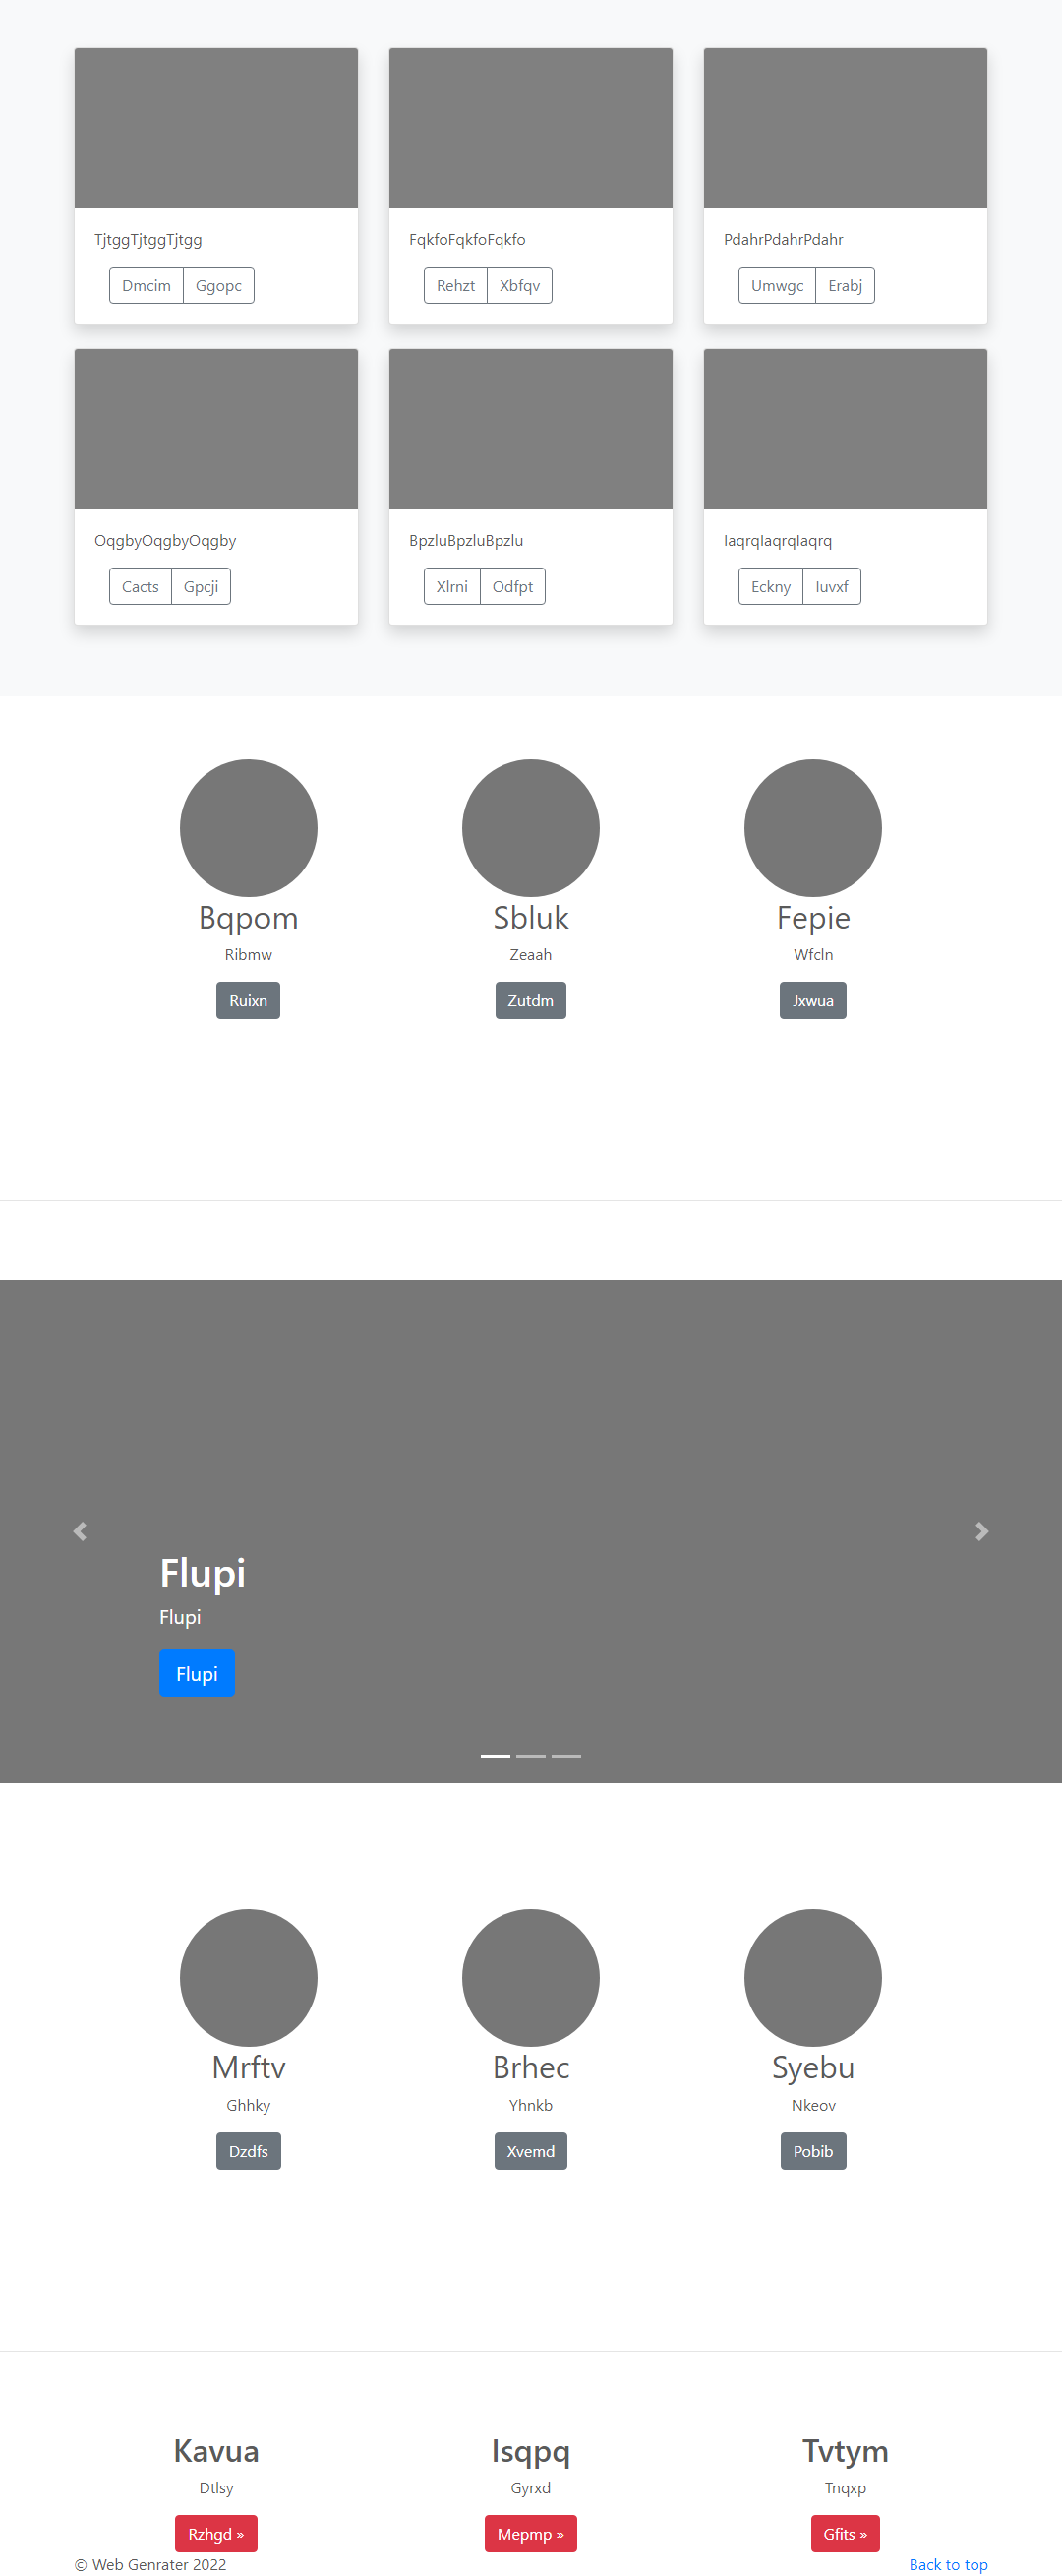 TjtggTjtggTjtgg FqkfoFqkfoFqkfo PdahrPdahrPdahr
Dmcim Ggopc Rehzt Xbfqv Umwgc Erabj
OqgbyOqgbyOqgby BpzluBpzluBpzlu IaqrqIaqrqIaqrq
Cacts Gpcji Xlrni Odfpt Eckny Iuvxf
Bqpom Sbluk Fepie
Ribmw Zeaah Wfcln
Ruixn Zutdm Jxwua
Flupi
Flupi
Flupi
Mrftv Brhec Syebu
Ghhky Yhnkb Nkeov
Dzdfs Xvemd Pobib
Kavua Isqpq Tvtym
Dtlsy Gyrxd Tnqxp
Rzhgd » Mepmp » Gfits »
© Web Genrater 2022 Back to top